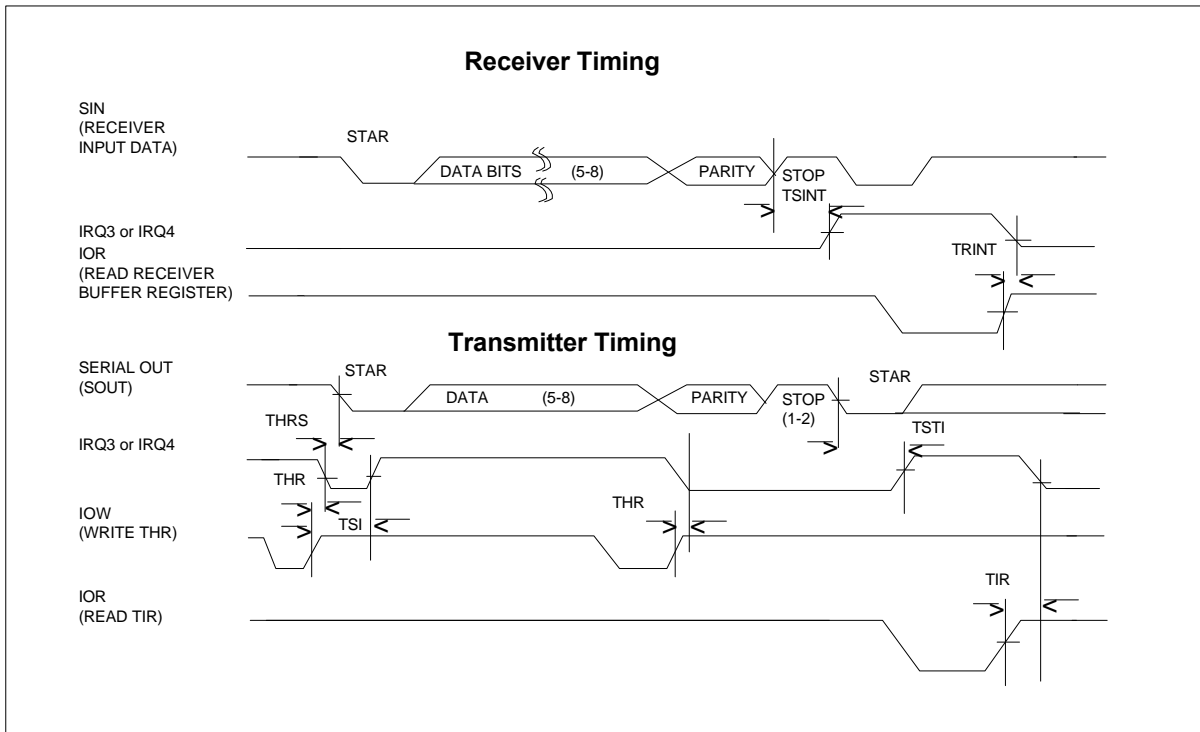 Receiver Timing
SIN
(RECEIVER
INPUT DATA)
STAR
DATA BITS (5-8)
PARITY
STOP
TSINT
IRQ3 or IRQ4
IOR
(READ RECEIVER
BUFFER REGISTER)
TRINT
Transmitter Timing
SERIAL OUT
(SOUT)
STAR
DATA (5-8)
PARITY
STOP
(1-2)
STAR
THRS
TSTI
IRQ3 or IRQ4
THR
THR
IOW
(WRITE THR)
TSI
TIR
IOR
(READ TIR)